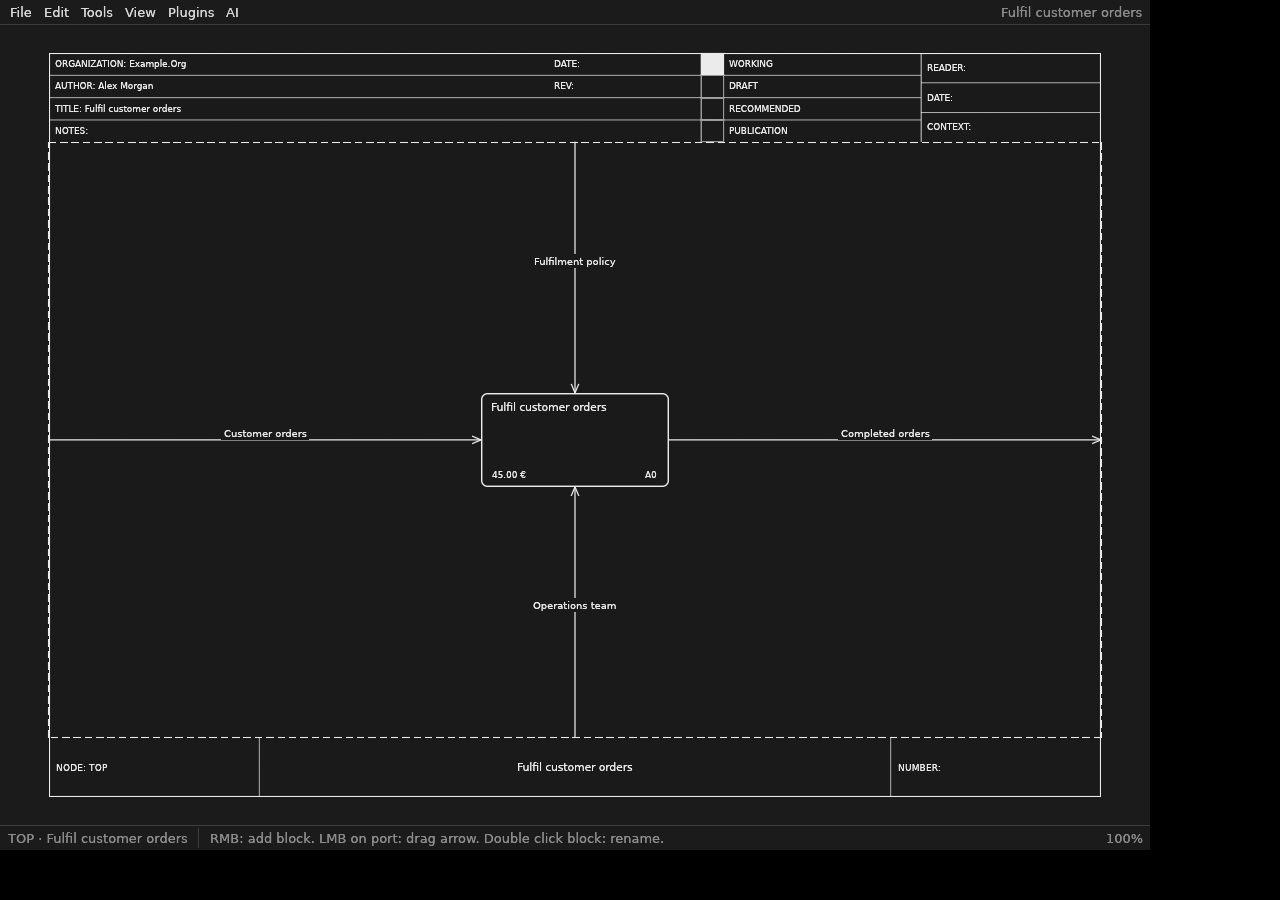 File Edit Tools View Plugins AI
Fulfil customer orders
ORGANIZATION: Example.Org
DATE:
WORKING
READER:
AUTHOR: Alex Morgan
REV:
DRAFT
DATE:
TITLE: Fulfil customer orders
RECOMMENDED
NOTES:
PUBLICATION
CONTEXT:
Fulfilment policy
Fulfil customer orders
Customer orders
Completed orders
45.00 €
A0
Operations team
NODE: TOP
Fulfil customer orders
NUMBER:
TOP · Fulfil customer orders
RMB: add block. LMB on port: drag arrow. Double click block: rename.
100%